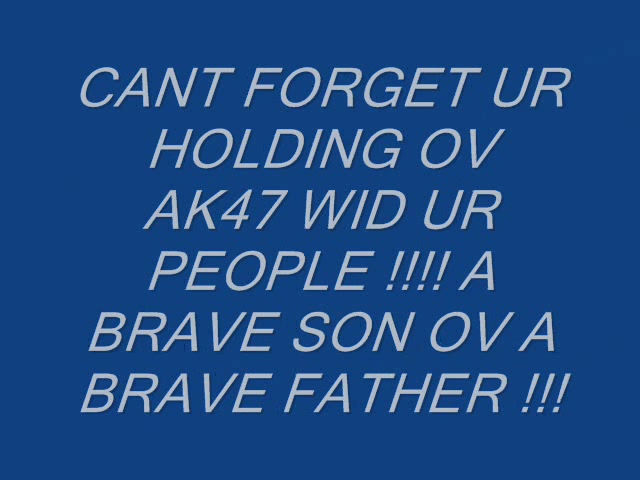 CANT FORGET UR
HOLDING OV
AK47 WID UR
PEOPLE !!!! A
BRAVE SON OV A
BRAVE FATHER !!!